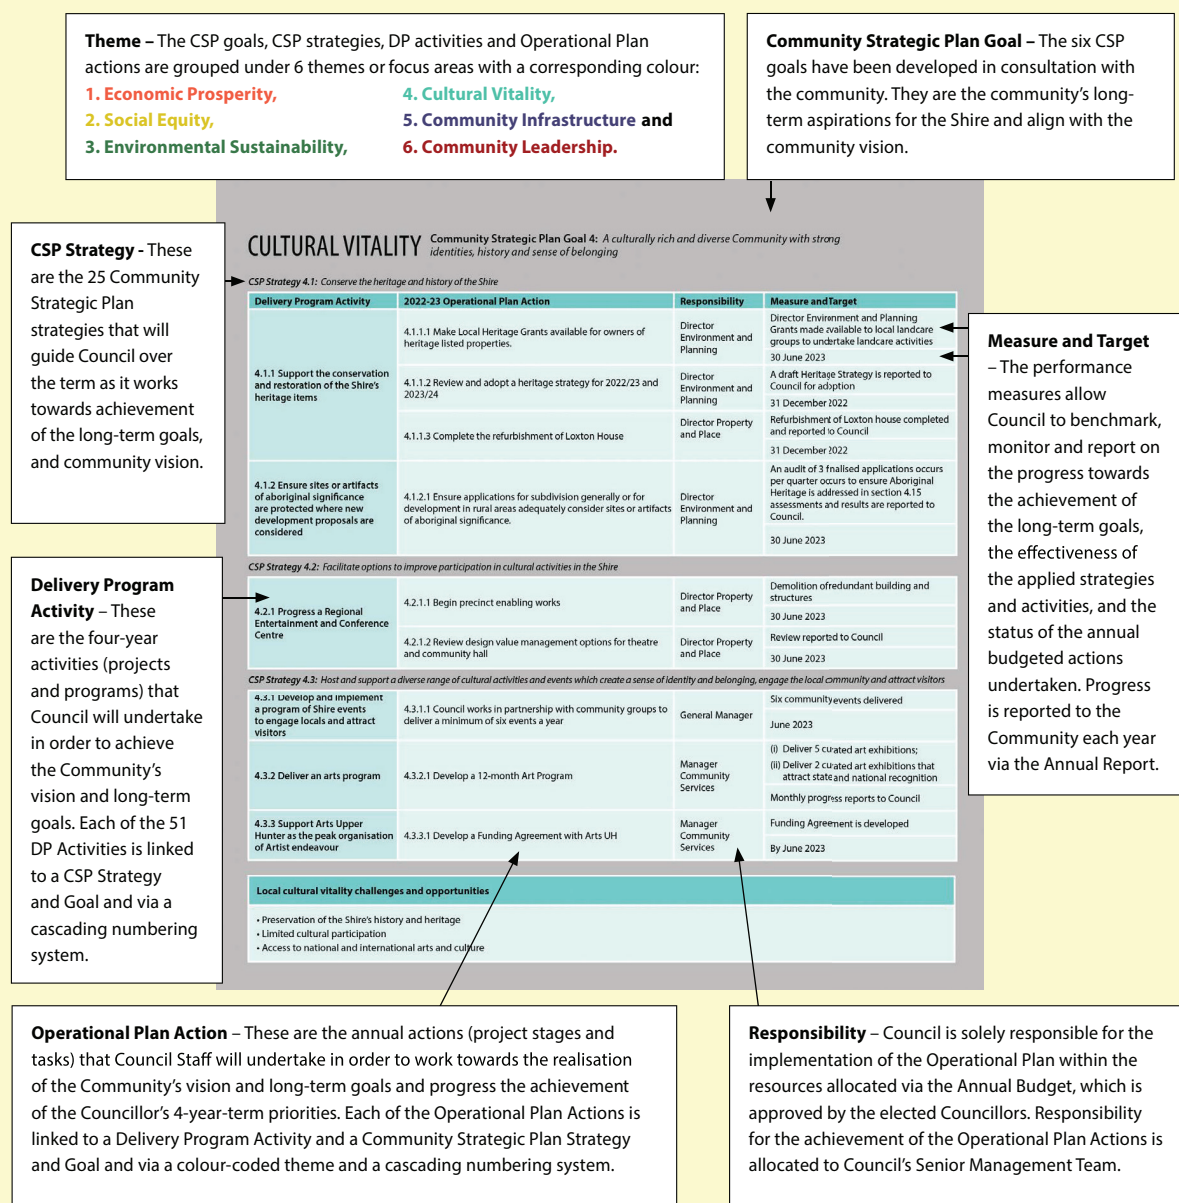 Theme – The CSP goals, CSP strategies, DP activities and Operational Plan
actions are grouped under 6 themes or focus areas with a corresponding colour:
1. Economic Prosperity,
2. Social Equity,
3. Environmental Sustainability,
4. Cultural Vitality,
5. Community Infrastructure and
6. Community Leadership.
Community Strategic Plan Goal – The six CSP
goals have been developed in consultation with
the community. They are the community's long-
term aspirations for the Shire and align with the
community vision.
CSP Strategy - These
are the 25 Community
Strategic Plan
strategies that will
guide Council over
the term as it works
towards achievement
of the long-term goals,
and community vision.
Delivery Program
Activity – These
are the four-year
activities (projects
and programs) that
Council will undertake
in order to achieve
the Community's
vision and long-term
goals. Each of the 51
DP Activities is linked
to a CSP Strategy
and Goal and via a
cascading numbering
system.
CULTURAL VITALITY
Community Strategic Plan Goal 4: A culturally rich and diverse Community with strong
identities, history and sense of belonging
CSP Strategy 4.1: Conserve the heritage and history of the Shire
Delivery Program Activity
2022-23 Operational Plan Action
Responsibility
Measure and Target
4.1.1 Support the conservation
and restoration of the Shire's
heritage items
4.1.1.1 Make Local Heritage Grants available for owners of
heritage listed properties.
Director
Environment and
Planning
Director Environment and Planning
Grants made available to local landcare
groups to undertake landcare activities
30 June 2023
4.1.1.2 Review and adopt a heritage strategy for 2022/23 and
2023/24
Director
Environment and
Planning
A draft Heritage Strategy is reported to
Council for adoption
31 December 2022
4.1.1.3 Complete the refurbishment of Loxton House
Director Property
and Place
Refurbishment of Loxton house completed
and reported to Council
31 December 2022
4.1.2 Ensure sites or artifacts
of aboriginal significance
are protected where new
development proposals are
considered
4.1.2.1 Ensure applications for subdivision generally or for
development in rural areas adequately consider sites or artifacts
of aboriginal significance.
Director
Environment and
Planning
An audit of 3 finalised applications occurs
per quarter occurs to ensure Aboriginal
Heritage is addressed in section 4.15
assessments and results are reported to
Council.
30 June 2023
CSP Strategy 4.2: Facilitate options to improve participation in cultural activities in the Shire
4.2.1 Progress a Regional
Entertainment and Conference
Centre
4.2.1.1 Begin precinct enabling works
Director Property
and Place
Demolition of redundant building and
structures
30 June 2023
4.2.1.2 Review design value management options for theatre
and community hall
Director Property
and Place
Review reported to Council
30 June 2023
CSP Strategy 4.3: Host and support a diverse range of cultural activities and events which create a sense of identity and belonging, engage the local community and attract visitors
4.3.1 Develop and implement
a program of Shire events
to engage locals and attract
visitors
4.3.1.1 Council works in partnership with community groups to
deliver a minimum of six events a year
General Manager
Six community events delivered
June 2023
4.3.2 Deliver an arts program
4.3.2.1 Develop a 12-month Art Program
Manager
Community
Services
(i) Deliver 5 curated art exhibitions;
(ii) Deliver 2 curated art exhibitions that
attract state and national recognition
Monthly progress reports to Council
4.3.3 Support Arts Upper
Hunter as the peak organisation
of Artist endeavour
4.3.3.1 Develop a Funding Agreement with Arts UH
Manager
Community
Services
Funding Agreement is developed
By June 2023
Local cultural vitality challenges and opportunities
• Preservation of the Shire's history and heritage
• Limited cultural participation
• Access to national and international arts and culture
Measure and Target
– The performance
measures allow
Council to benchmark,
monitor and report on
the progress towards
the achievement of
the long-term goals,
the effectiveness of
the applied strategies
and activities, and the
status of the annual
budgeted actions
undertaken. Progress
is reported to the
Community each year
via the Annual Report.
Operational Plan Action – These are the annual actions (project stages and
tasks) that Council Staff will undertake in order to work towards the realisation
of the Community's vision and long-term goals and progress the achievement
of the Councillor's 4-year-term priorities. Each of the Operational Plan Actions is
linked to a Delivery Program Activity and a Community Strategic Plan Strategy
and Goal and via a colour-coded theme and a cascading numbering system.
Responsibility – Council is solely responsible for the
implementation of the Operational Plan within the
resources allocated via the Annual Budget, which is
approved by the elected Councillors. Responsibility
for the achievement of the Operational Plan Actions is
allocated to Council's Senior Management Team.